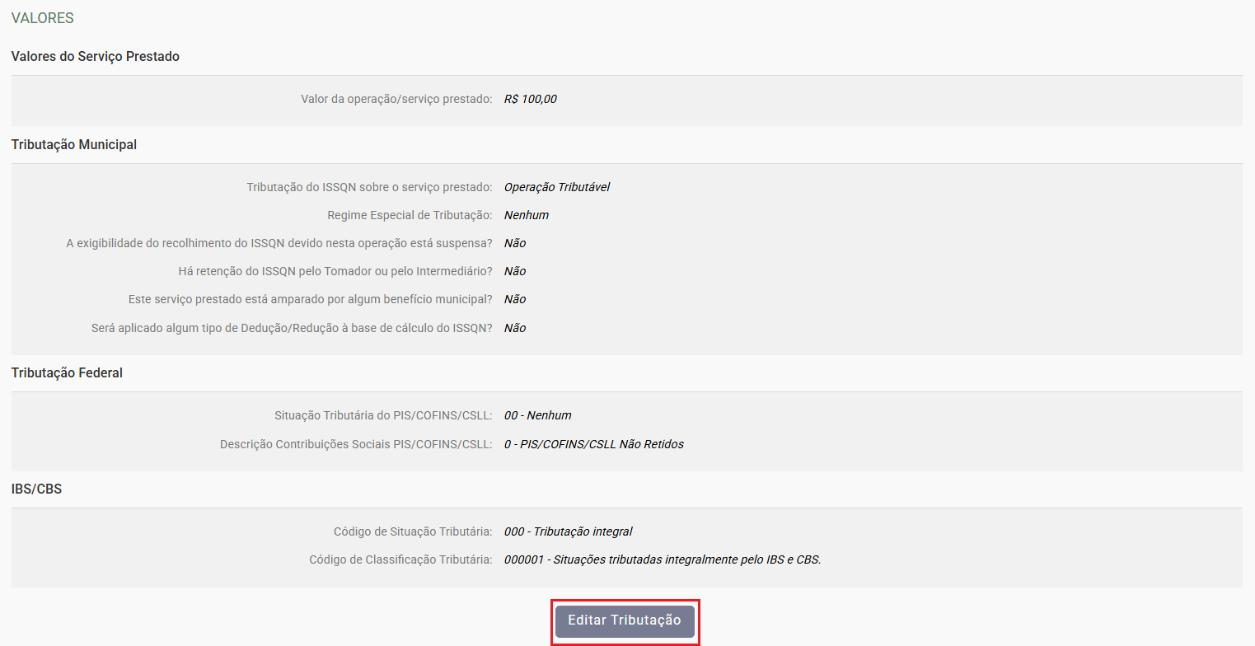 VALORES
Valores do Serviço Prestado
Valor da operação/serviço prestado: R$ 100,00
Tributação Municipal
Tributação do ISSQN sobre o serviço prestado: Operação Tributável
Regime Especial de Tributação: Nenhum
A exigibilidade do recolhimento do ISSQN devido nesta operação está suspensa? Não
Há retenção do ISSQN pelo Tomador ou pelo Intermediário? Não
Este serviço prestado está amparado por algum benefício municipal? Não
Será aplicado algum tipo de Dedução/Redução à base de cálculo do ISSQN? Não
Tributação Federal
Situação Tributária do PIS/COFINS/CSLL: 00 - Nenhum
Descrição Contribuições Sociais PIS/COFINS/CSLL: 0 - PIS/COFINS/CSLL Não Retidos
IBS/CBS
Código de Situação Tributária: 000 - Tributação integral
Código de Classificação Tributária: 000001 - Situações tributadas integralmente pelo IBS e CBS.
Editar Tributação